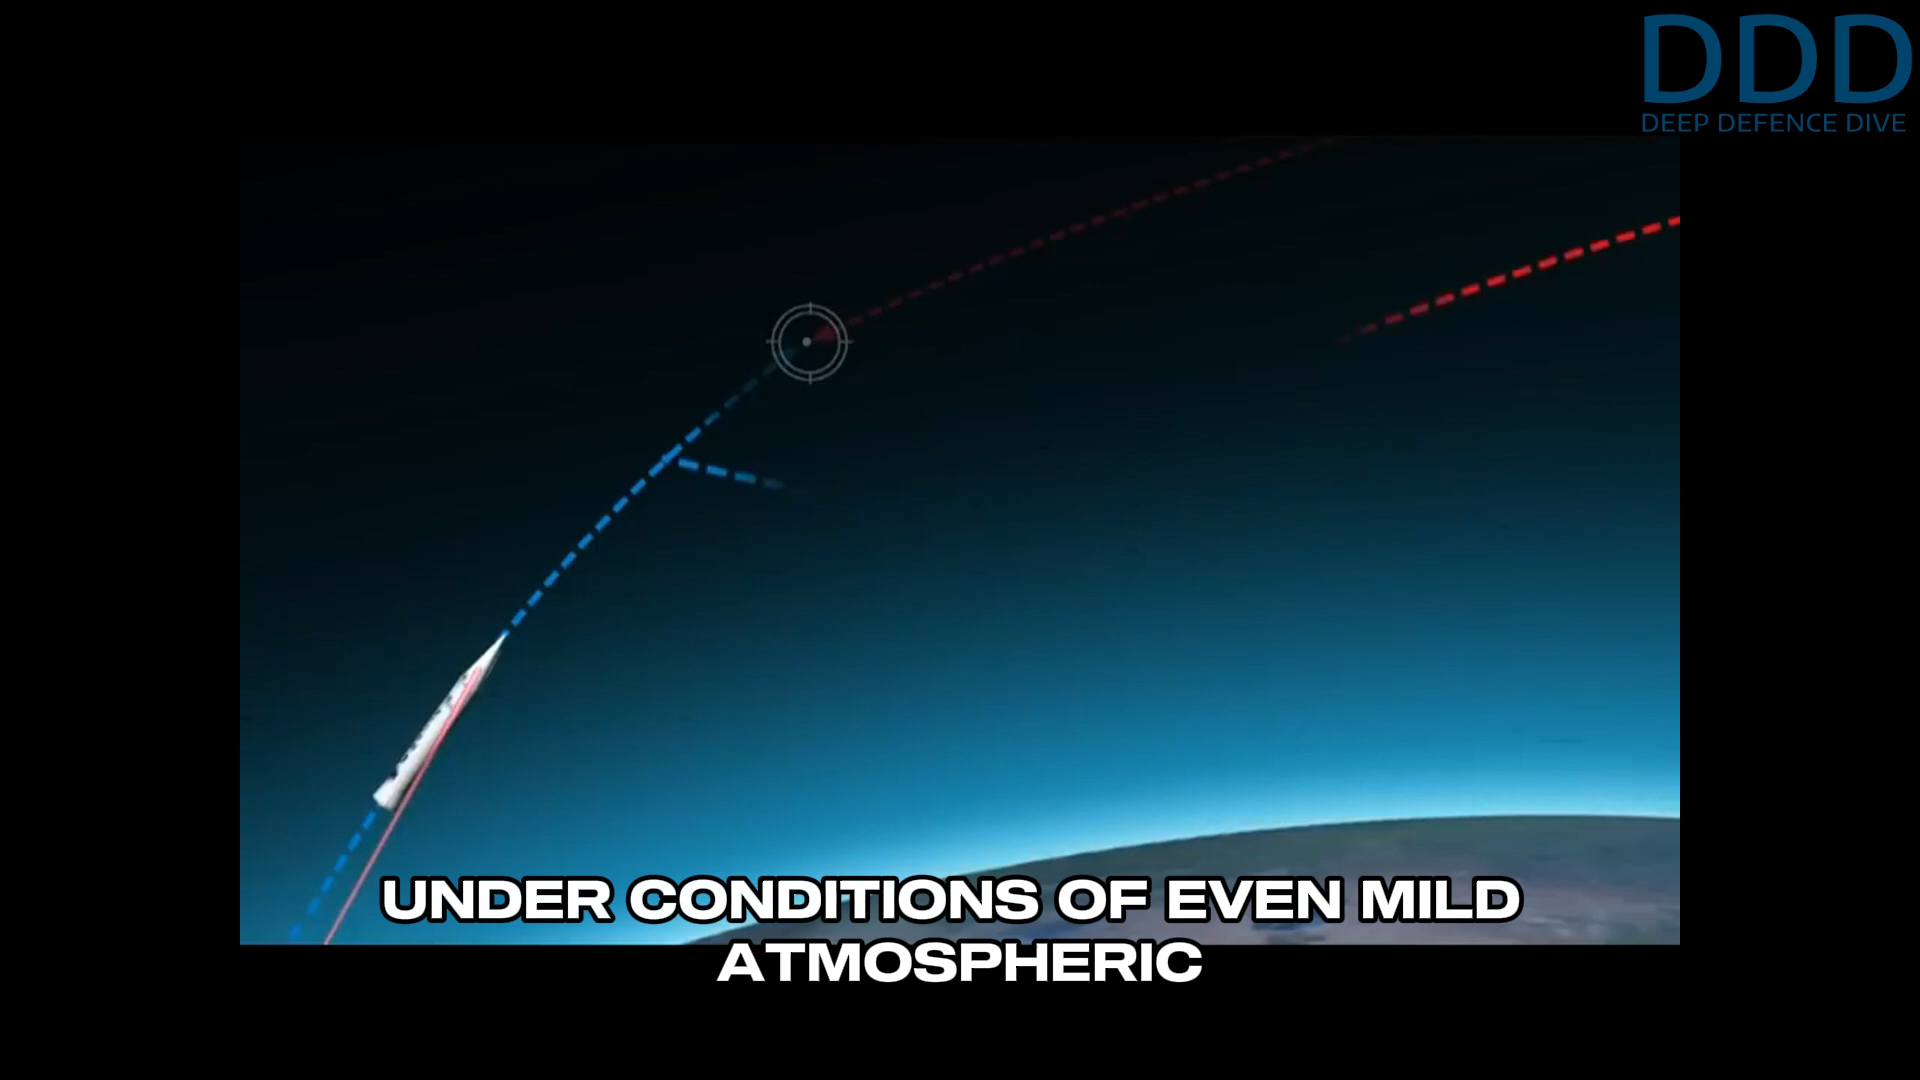 DDD
DEEP DEFENCE DIVE
UNDER CONDITIONS OF EVEN MILD
ATMOSPHERIC